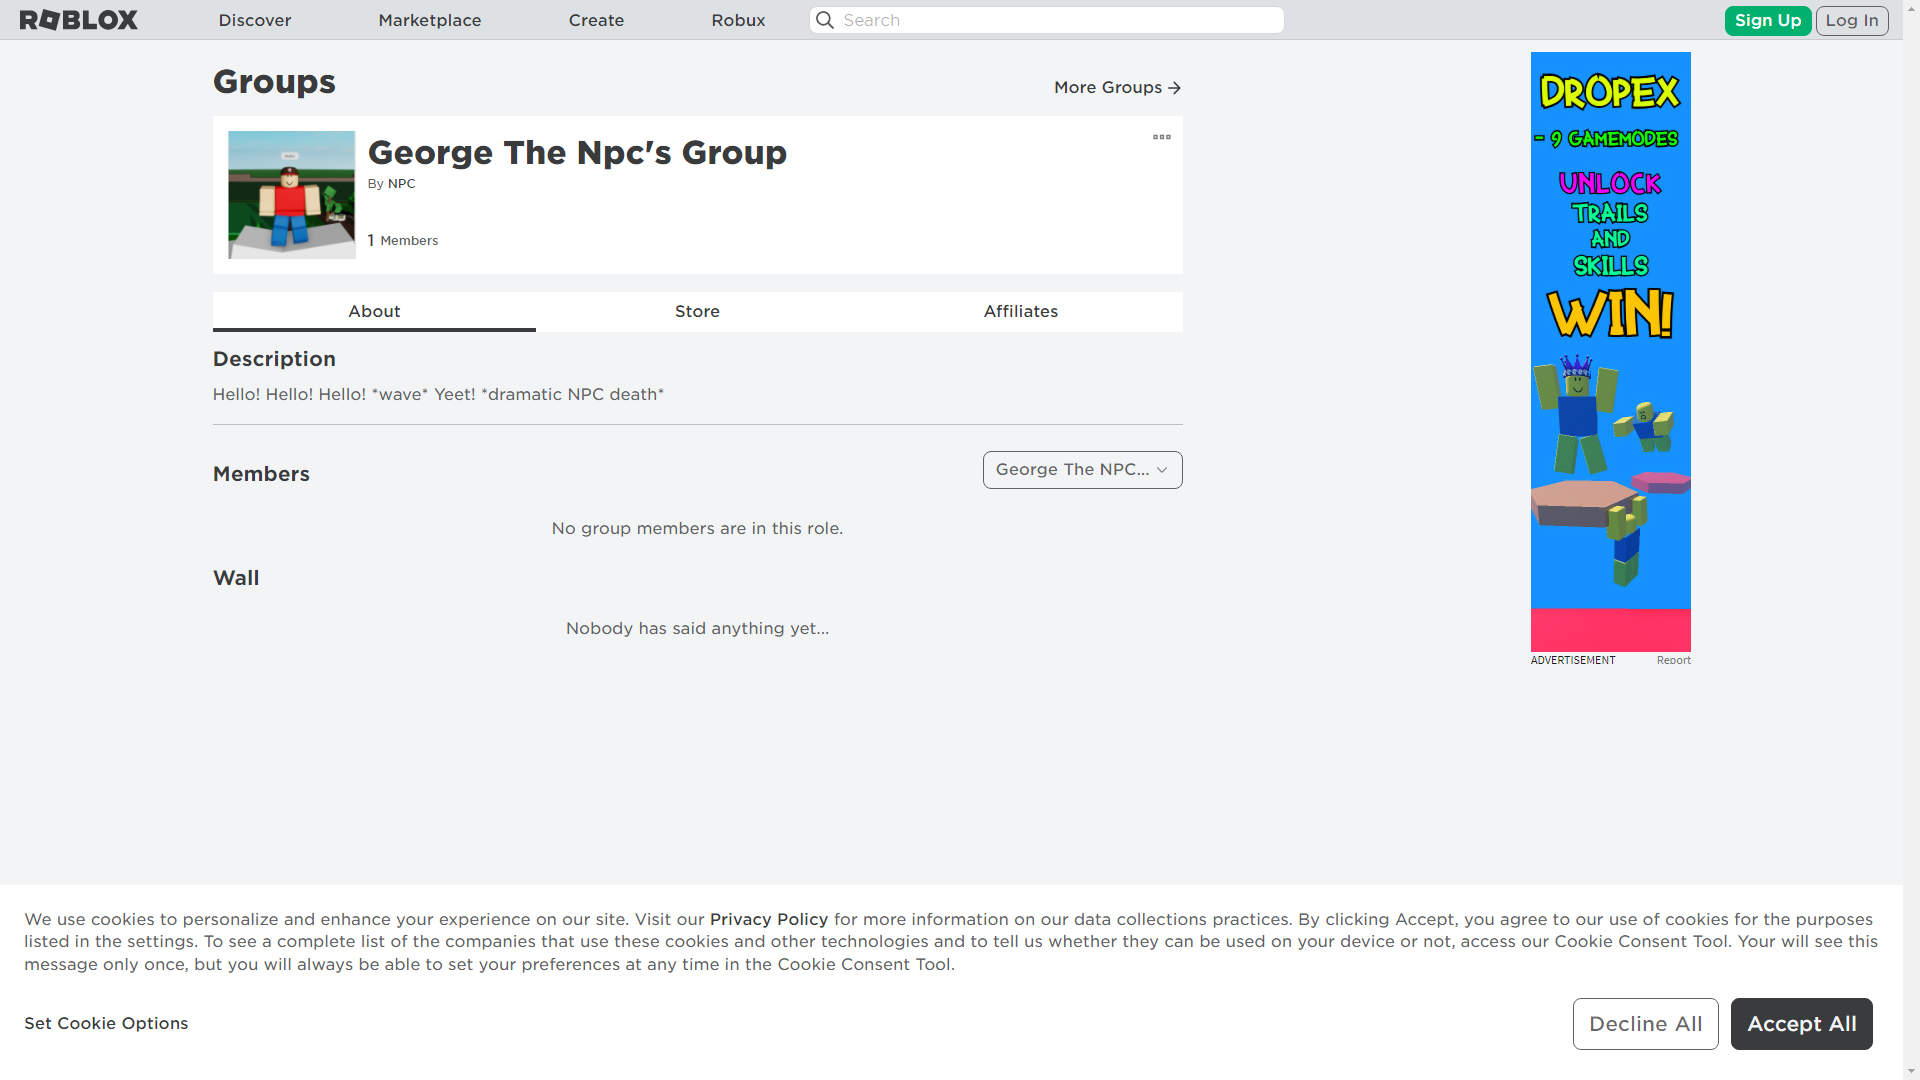 ROBLOX
Discover
Marketplace
Create
Robux
Search
Sign Up
Log In
Groups
More Groups
George The Npc's Group
By NPC
1 Members
About
Store
Affiliates
Description
Hello! Hello! Hello! *wave* Yeet! *dramatic NPC death*
Members
George The NPC...
No group members are in this role.
Wall
Nobody has said anything yet...
DROPEX
- 9 GAMEMODES
UNLOCK
TRAILS
AND
SKILLS
WIN!
ADVERTISEMENT
Report
We use cookies to personalize and enhance your experience on our site. Visit our Privacy Policy for more information on our data collections practices. By clicking Accept, you agree to our use of cookies for the purposes
listed in the settings. To see a complete list of the companies that use these cookies and other technologies and to tell us whether they can be used on your device or not, access our Cookie Consent Tool. Your will see this
message only once, but you will always be able to set your preferences at any time in the Cookie Consent Tool.
Set Cookie Options
Decline All
Accept All